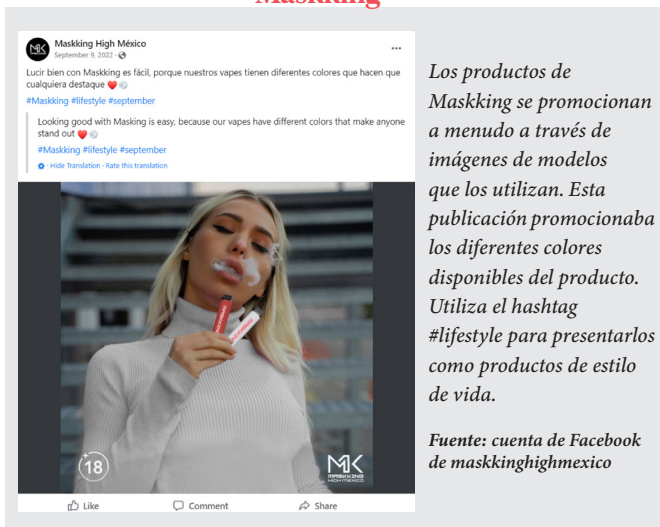 Maskking
Maskking High México
September 9, 2022 ·
Lucir bien con Maskking es fácil, porque nuestros vapes tienen diferentes colores que hacen que
cualquiera destaque
#Maskking #lifestyle #september
Looking good with Masking is easy, because our vapes have different colors that make anyone
stand out
#Maskking #lifestyle #september
· Hide Translation · Rate this translation
+18
MK
MASKKING
HIGH MÉXICO
Like Comment Share
Los productos de
Maskking se promocionan
a menudo a través de
imágenes de modelos
que los utilizan. Esta
publicación promocionaba
los diferentes colores
disponibles del producto.
Utiliza el hashtag
#lifestyle para presentarlos
como productos de estilo
de vida.
Fuente: cuenta de Facebook
de maskkinghighmexico